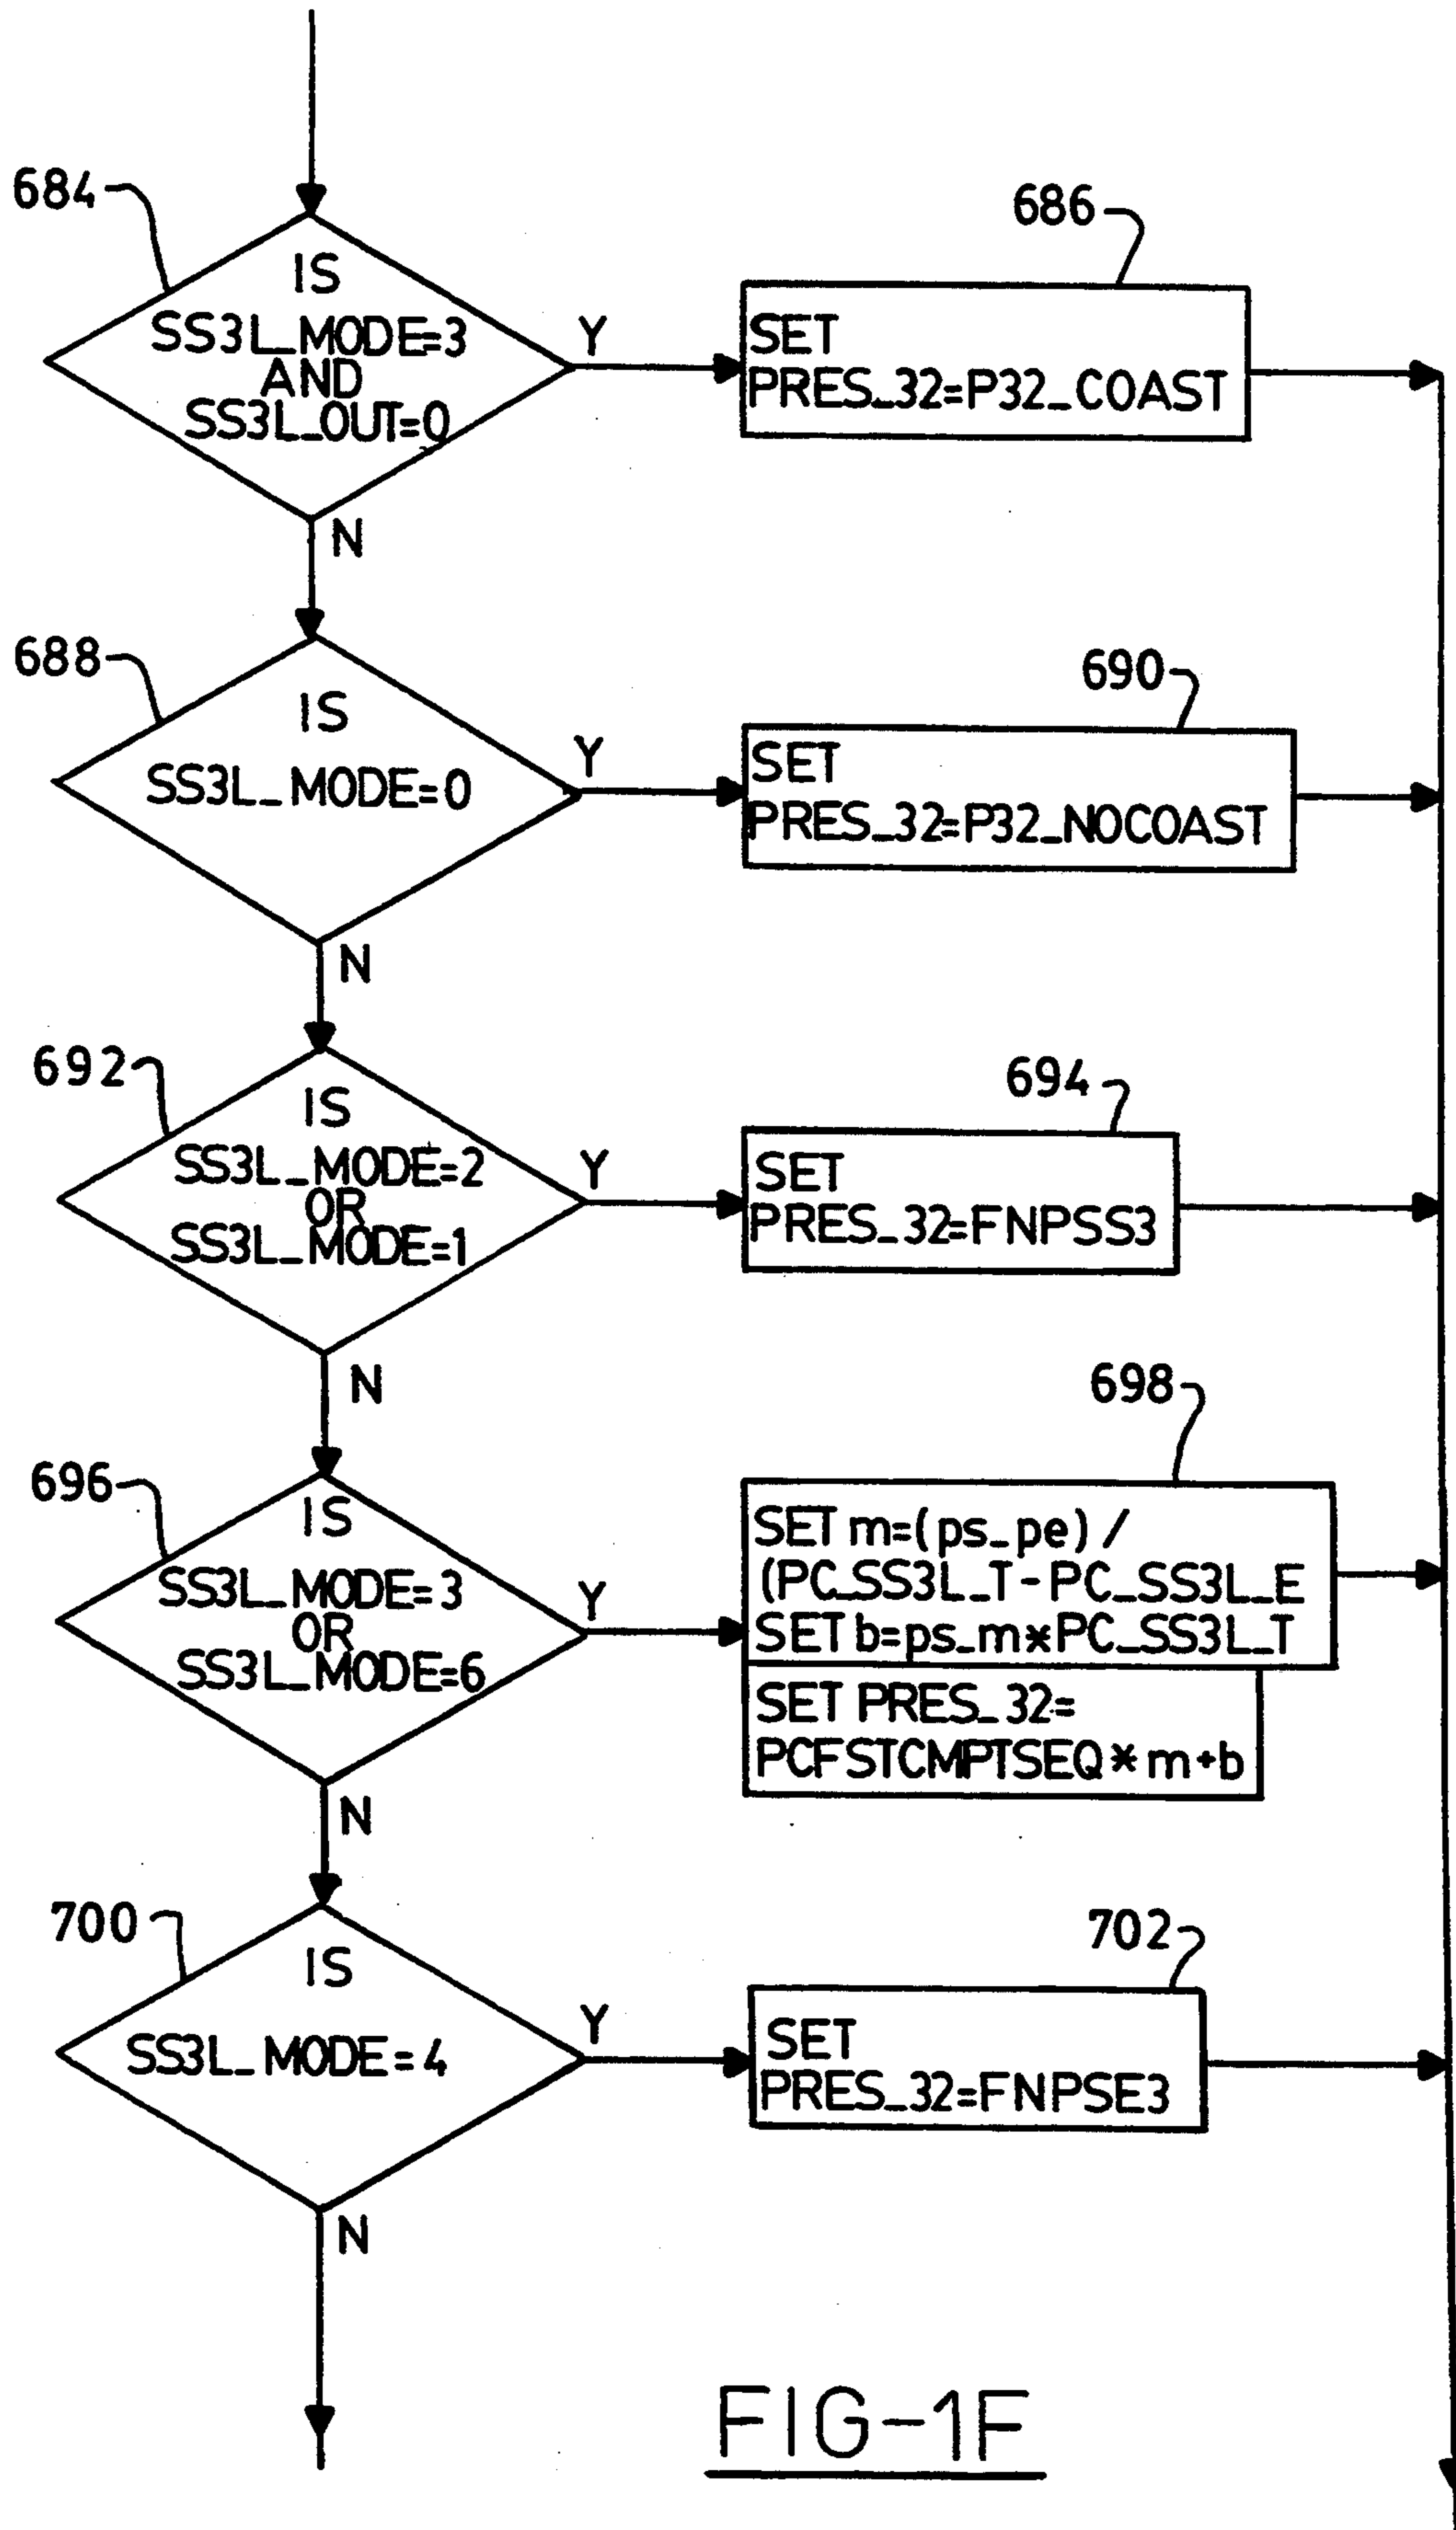 684
IS
SS3L_MODE=3
AND
SS3L_OUT=0
Y
N
686
SET
PRES_32=P32_COAST
688
IS
SS3L_MODE=0
Y
N
690
SET
PRES_32=P32_NOCOAST
692
IS
SS3L_MODE=2
OR
SS3L_MODE=1
Y
N
694
SET
PRES_32=FNPSS3
696
IS
SS3L_MODE=3
OR
SS3L_MODE=6
Y
N
698
SET m=(ps_pe) /
(PC_SS3L_T-PC_SS3L_E
SET b=ps_m*PC_SS3L_T
SET PRES_32=
PCFSTCMPTSEQ*m+b
700
IS
SS3L_MODE=4
Y
N
702
SET
PRES_32=FNPSE3
FIG-1F